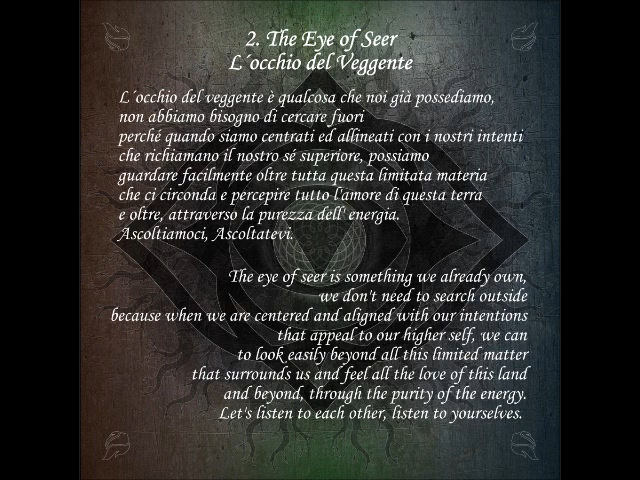 2. The Eye of Seer
L´occhio del Veggente
L´occhio del veggente è qualcosa che noi già possediamo,
non abbiamo bisogno di cercare fuori
perché quando siamo centrati ed allineati con i nostri intenti
che richiamano il nostro sé superiore, possiamo
guardare facilmente oltre tutta questa limitata materia
che ci circonda e percepire tutto l'amore di questa terra
e oltre, attraverso la purezza dell' energia.
Ascoltiamoci, Ascoltatevi.
The eye of seer is something we already own,
we don't need to search outside
because when we are centered and aligned with our intentions
that appeal to our higher self, we can
to look easily beyond all this limited matter
that surrounds us and feel all the love of this land
and beyond, through the purity of the energy.
Let's listen to each other, listen to yourselves.